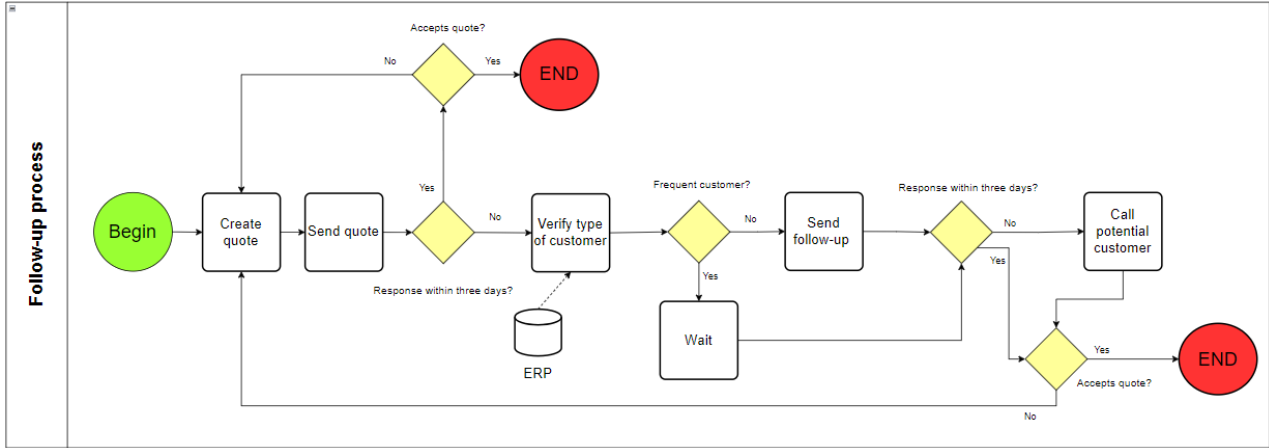 Follow-up process
Accepts quote?
No
Yes
END
Yes
Begin
Create
quote
Send quote
No
Response within three days?
Verify type
of customer
ERP
Frequent customer?
No
Yes
Wait
Send
follow-up
Response within three days?
No
Yes
Call
potential
customer
Yes
END
Accepts quote?
No